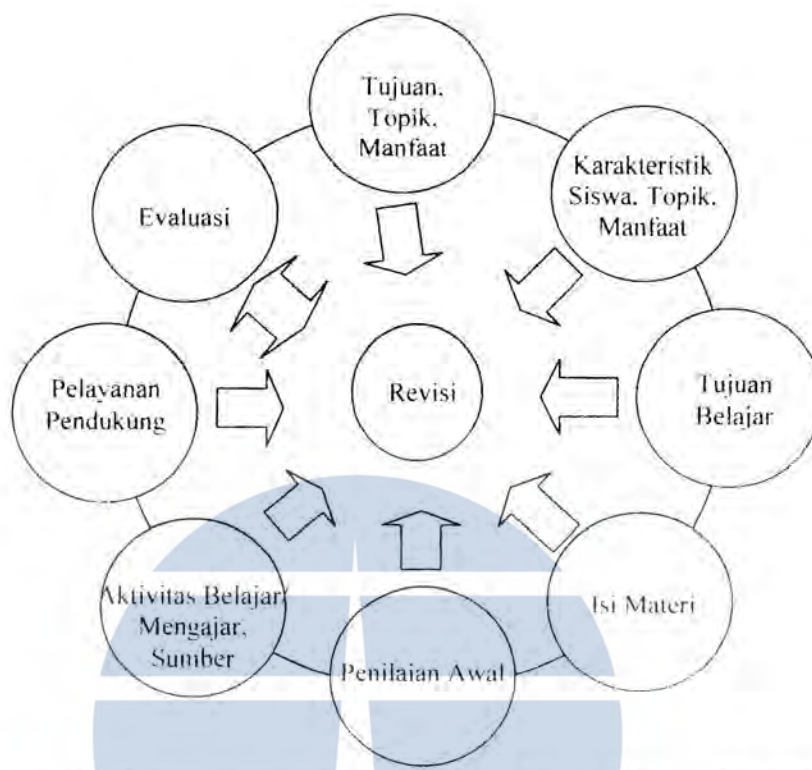 Tujuan,
Topik,
Manfaat
Karakteristik
Siswa, Topik,
Manfaat
Tujuan
Belajar
Isi Materi
Penilaian Awal
Aktivitas Belajar/
Mengajar,
Sumber
Pelayanan
Pendukung
Evaluasi
Revisi